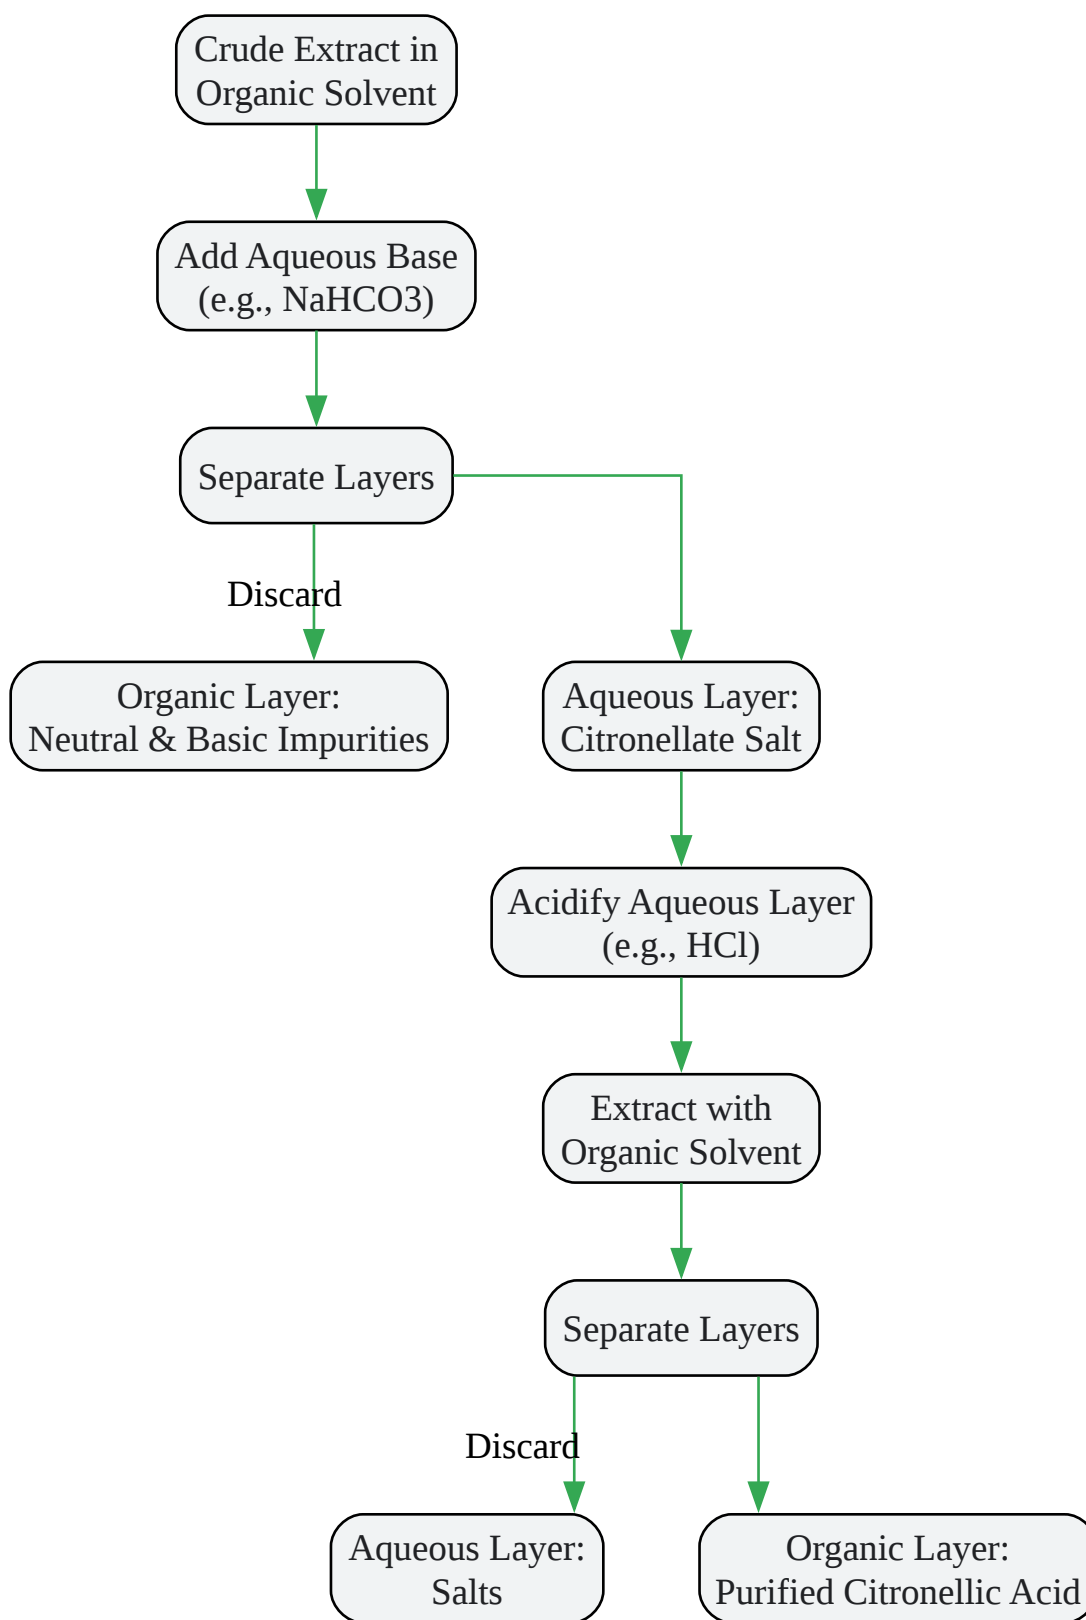 Crude Extract in
Organic Solvent
Add Aqueous Base
(e.g., NaHCO3)
Separate Layers
Discard
Organic Layer:
Neutral & Basic Impurities
Aqueous Layer:
Citronellate Salt
Acidify Aqueous Layer
(e.g., HCl)
Extract with
Organic Solvent
Separate Layers
Discard
Aqueous Layer:
Salts
Organic Layer:
Purified Citronellic Acid